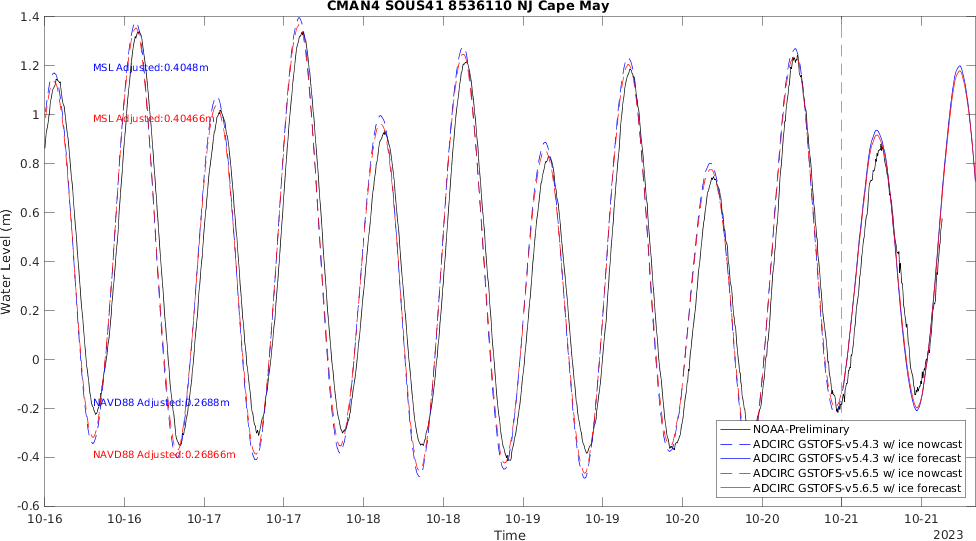 CMAN4 SOUS41 8536110 NJ Cape May
1.4
1.2
1
0.8
0.6
0.4
0.2
0
-0.2
-0.4
-0.6
Water Level (m)
MSL Adjusted:0.4048m
MSL Adjusted:0.40466m
NAVD88 Adjusted:0.2688m
NAVD88 Adjusted:0.26866m
NOAA-Preliminary
ADCIRC GSTOFS-v5.4.3 w/ ice nowcast
ADCIRC GSTOFS-v5.4.3 w/ ice forecast
ADCIRC GSTOFS-v5.6.5 w/ ice nowcast
ADCIRC GSTOFS-v5.6.5 w/ ice forecast
10-16 10-16 10-17 10-17 10-18 10-18 10-19 10-19 10-20 10-20 10-21 10-21
Time
2023